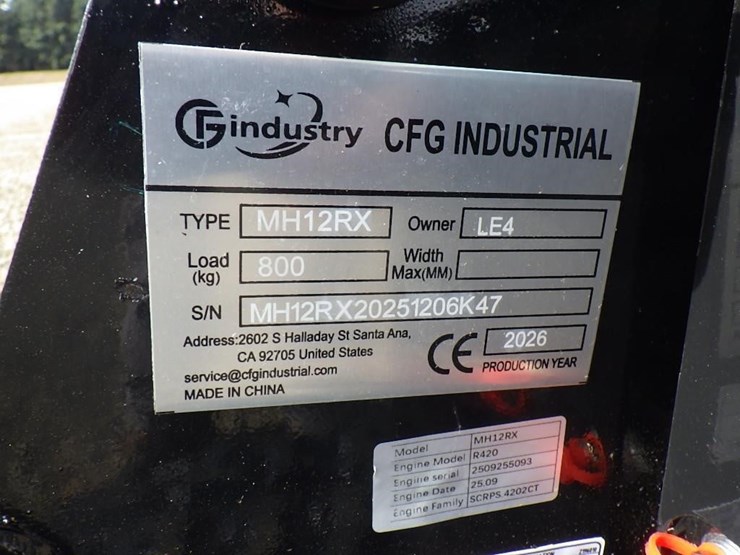 CFG industry CFG INDUSTRIAL
TYPE MH12RX Owner LE4
Load (kg) 800 Width Max(MM)
S/N MH12RX20251206K47
Address:2602 S Halladay St Santa Ana,
CA 92705 United States
service@cfgindustrial.com
MADE IN CHINA
CE 2026
PRODUCTION YEAR
Model MH12RX
Engine Model R420
Engine serial 2509255093
Engine Date 25.09
Engine Family SCRPS.4202CT